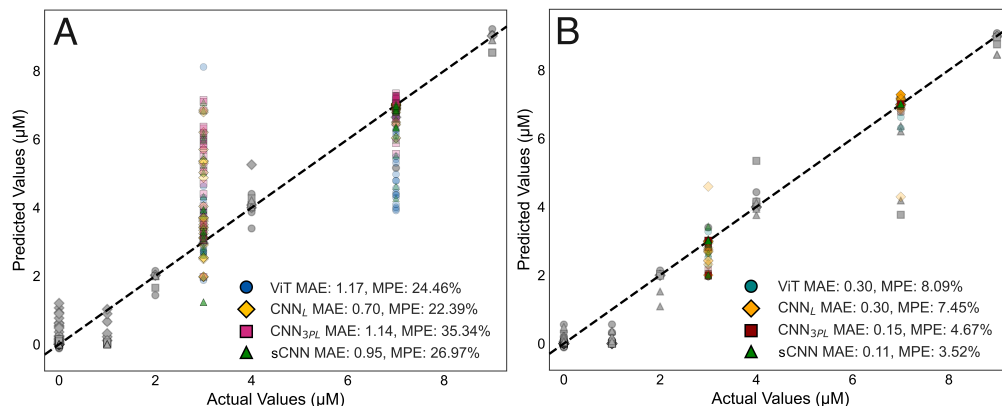 A
Predicted Values (µM)
8
6
4
2
0
ViT MAE: 1.17, MPE: 24.46%
CNN_L MAE: 0.70, MPE: 22.39%
CNN_3PL MAE: 1.14, MPE: 35.34%
sCNN MAE: 0.95, MPE: 26.97%
0 2 4 6 8
Actual Values (µM)
B
Predicted Values (µM)
8
6
4
2
0
ViT MAE: 0.30, MPE: 8.09%
CNN_L MAE: 0.30, MPE: 7.45%
CNN_3PL MAE: 0.15, MPE: 4.67%
sCNN MAE: 0.11, MPE: 3.52%
0 2 4 6 8
Actual Values (µM)